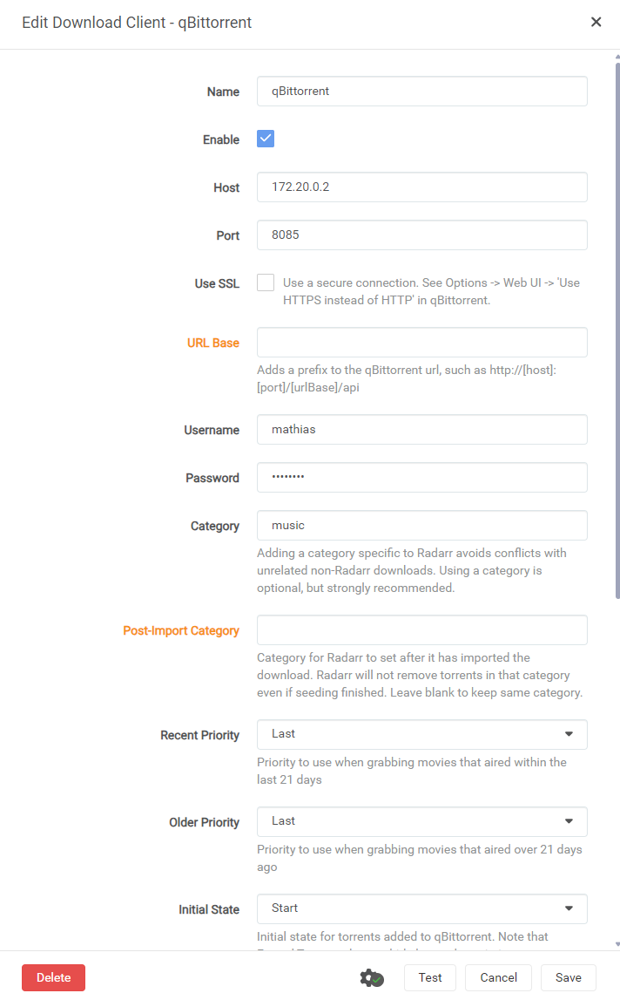 Edit Download Client - qBittorrent
Name
qBittorrent
Enable
Host
172.20.0.2
Port
8085
Use SSL
Use a secure connection. See Options -> Web UI -> 'Use
HTTPS instead of HTTP' in qBittorrent.
URL Base
Adds a prefix to the qBittorrent url, such as http://[host]:
[port]/[urlBase]/api
Username
mathias
Password
••••••••
Category
music
Adding a category specific to Radarr avoids conflicts with
unrelated non-Radarr downloads. Using a category is
optional, but strongly recommended.
Post-Import Category
Category for Radarr to set after it has imported the
download. Radarr will not remove torrents in that category
even if seeding finished. Leave blank to keep same category.
Recent Priority
Last
Priority to use when grabbing movies that aired within the
last 21 days
Older Priority
Last
Priority to use when grabbing movies that aired over 21 days
ago
Initial State
Start
Initial state for torrents added to qBittorrent. Note that
Delete
Test
Cancel
Save